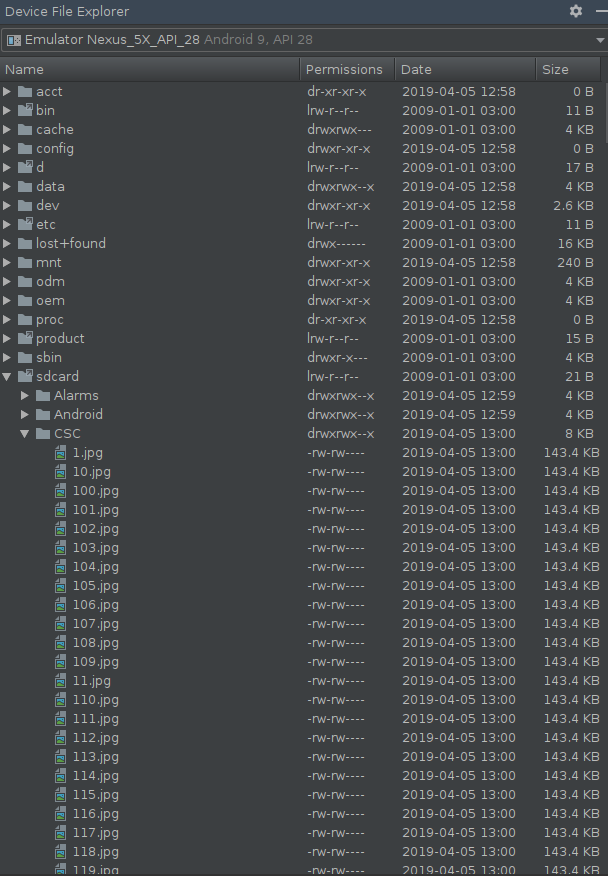 Device File Explorer
Emulator Nexus_5X_API_28 Android 9, API 28
Name Permissions Date Size
acct dr-xr-xr-x 2019-04-05 12:58 0 B
bin lrw-r--r-- 2009-01-01 03:00 11 B
cache drwxrwx--- 2009-01-01 03:00 4 KB
config drwxr-xr-x 2019-04-05 12:58 0 B
d lrw-r--r-- 2009-01-01 03:00 17 B
data drwxrwx--x 2019-04-05 12:58 4 KB
dev drwxr-xr-x 2019-04-05 12:58 2.6 KB
etc lrw-r--r-- 2009-01-01 03:00 11 B
lost+found drwx------ 2009-01-01 03:00 16 KB
mnt drwxr-xr-x 2019-04-05 12:58 240 B
odm drwxr-xr-x 2009-01-01 03:00 4 KB
oem drwxr-xr-x 2009-01-01 03:00 4 KB
proc dr-xr-xr-x 2019-04-05 12:58 0 B
product lrw-r--r-- 2009-01-01 03:00 15 B
sbin drwxr-x--- 2009-01-01 03:00 4 KB
sdcard lrw-r--r-- 2009-01-01 03:00 21 B
Alarms drwxrwx--x 2019-04-05 12:59 4 KB
Android drwxrwx--x 2019-04-05 12:59 4 KB
CSC drwxrwx--x 2019-04-05 13:00 8 KB
1.jpg -rw-rw---- 2019-04-05 13:00 143.4 KB
10.jpg -rw-rw---- 2019-04-05 13:00 143.4 KB
100.jpg -rw-rw---- 2019-04-05 13:00 143.4 KB
101.jpg -rw-rw---- 2019-04-05 13:00 143.4 KB
102.jpg -rw-rw---- 2019-04-05 13:00 143.4 KB
103.jpg -rw-rw---- 2019-04-05 13:00 143.4 KB
104.jpg -rw-rw---- 2019-04-05 13:00 143.4 KB
105.jpg -rw-rw---- 2019-04-05 13:00 143.4 KB
106.jpg -rw-rw---- 2019-04-05 13:00 143.4 KB
107.jpg -rw-rw---- 2019-04-05 13:00 143.4 KB
108.jpg -rw-rw---- 2019-04-05 13:00 143.4 KB
109.jpg -rw-rw---- 2019-04-05 13:00 143.4 KB
11.jpg -rw-rw---- 2019-04-05 13:00 143.4 KB
110.jpg -rw-rw---- 2019-04-05 13:00 143.4 KB
111.jpg -rw-rw---- 2019-04-05 13:00 143.4 KB
112.jpg -rw-rw---- 2019-04-05 13:00 143.4 KB
113.jpg -rw-rw---- 2019-04-05 13:00 143.4 KB
114.jpg -rw-rw---- 2019-04-05 13:00 143.4 KB
115.jpg -rw-rw---- 2019-04-05 13:00 143.4 KB
116.jpg -rw-rw---- 2019-04-05 13:00 143.4 KB
117.jpg -rw-rw---- 2019-04-05 13:00 143.4 KB
118.jpg -rw-rw---- 2019-04-05 13:00 143.4 KB
119.jpg -rw-rw---- 2019-04-05 13:00 143.4 KB